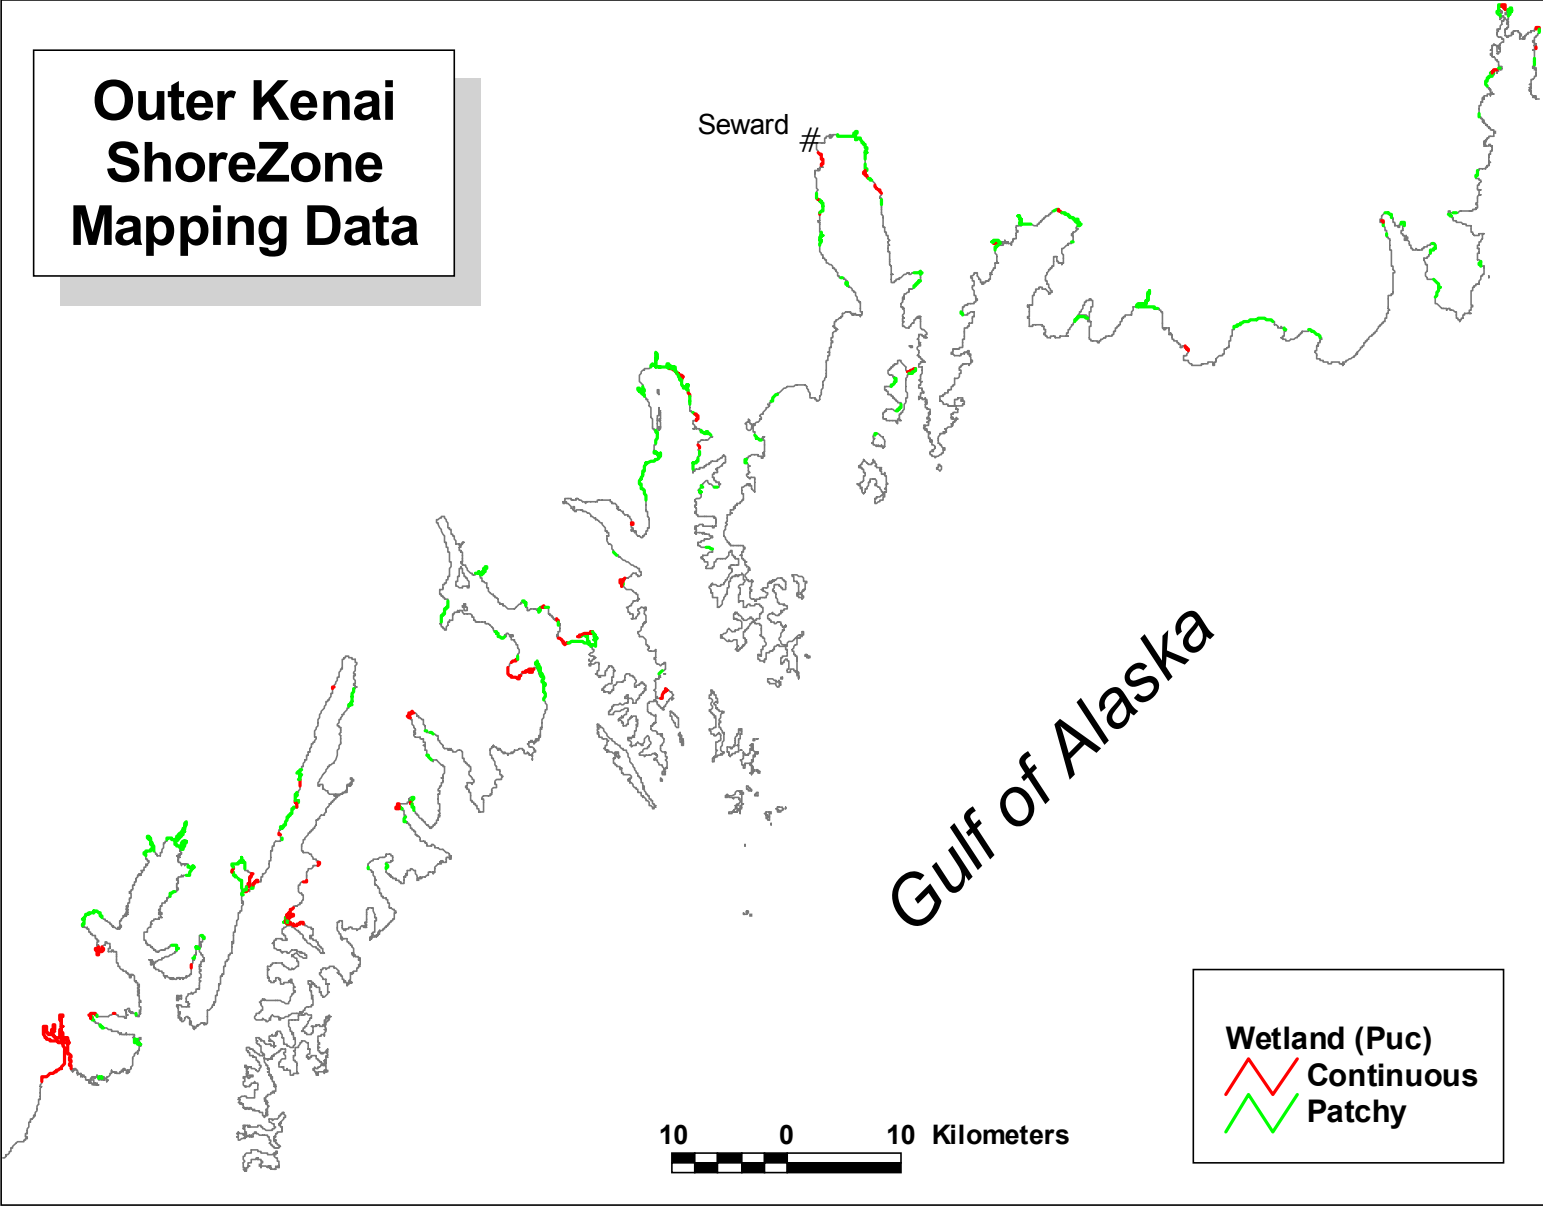 Outer Kenai
ShoreZone
Mapping Data
Seward
#
Gulf of Alaska
Wetland (Puc)
Continuous
Patchy
10 0 10 Kilometers